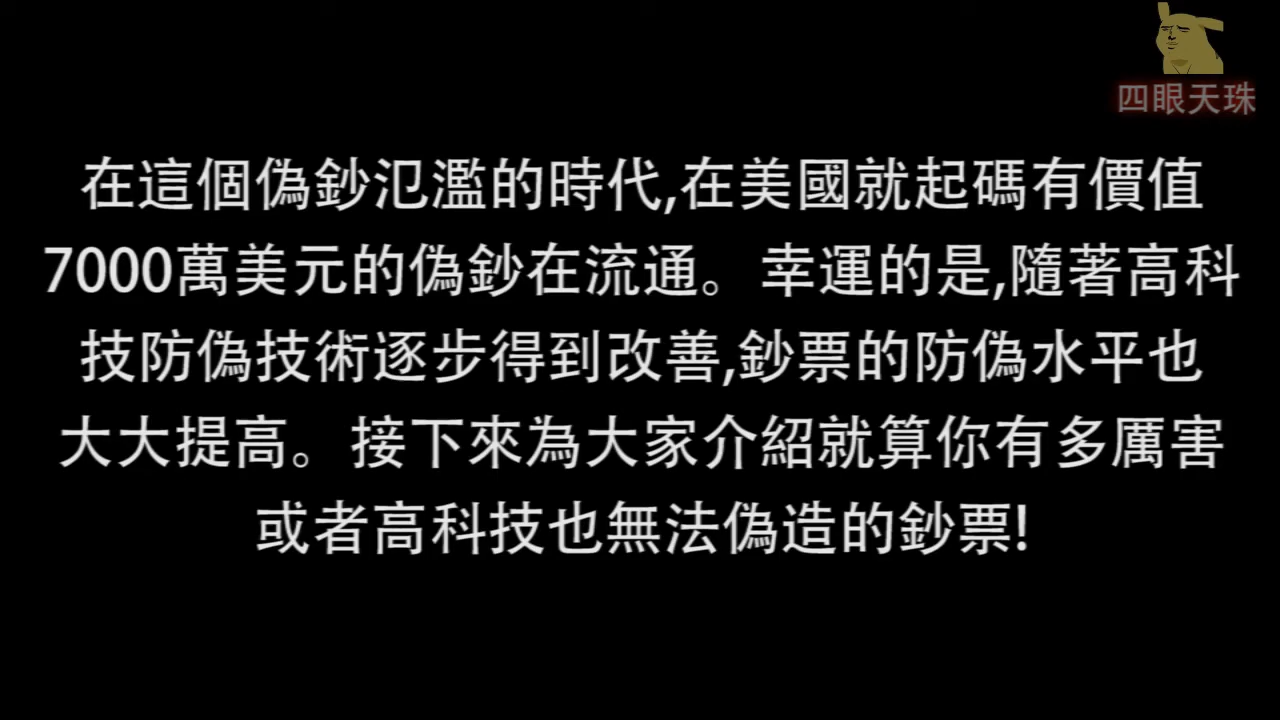 四眼天珠
在這個偽鈔氾濫的時代,在美國就起碼有價值
7000萬美元的偽鈔在流通。幸運的是,隨著高科
技防偽技術逐步得到改善,鈔票的防偽水平也
大大提高。接下來為大家介紹就算你有多厲害
或者高科技也無法偽造的鈔票!